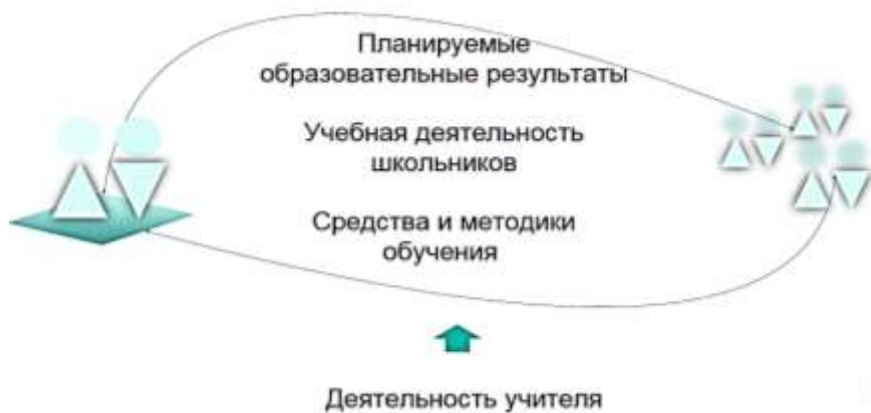 Планируемые
образовательные результаты
Учебная деятельность
школьников
Средства и методики
обучения
Деятельность учителя